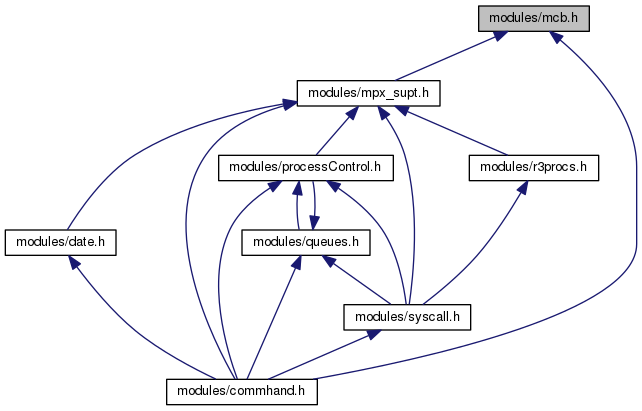 modules/mcb.h
modules/mpx_supt.h
modules/processControl.h
modules/r3procs.h
modules/date.h
modules/queues.h
modules/syscall.h
modules/commhand.h